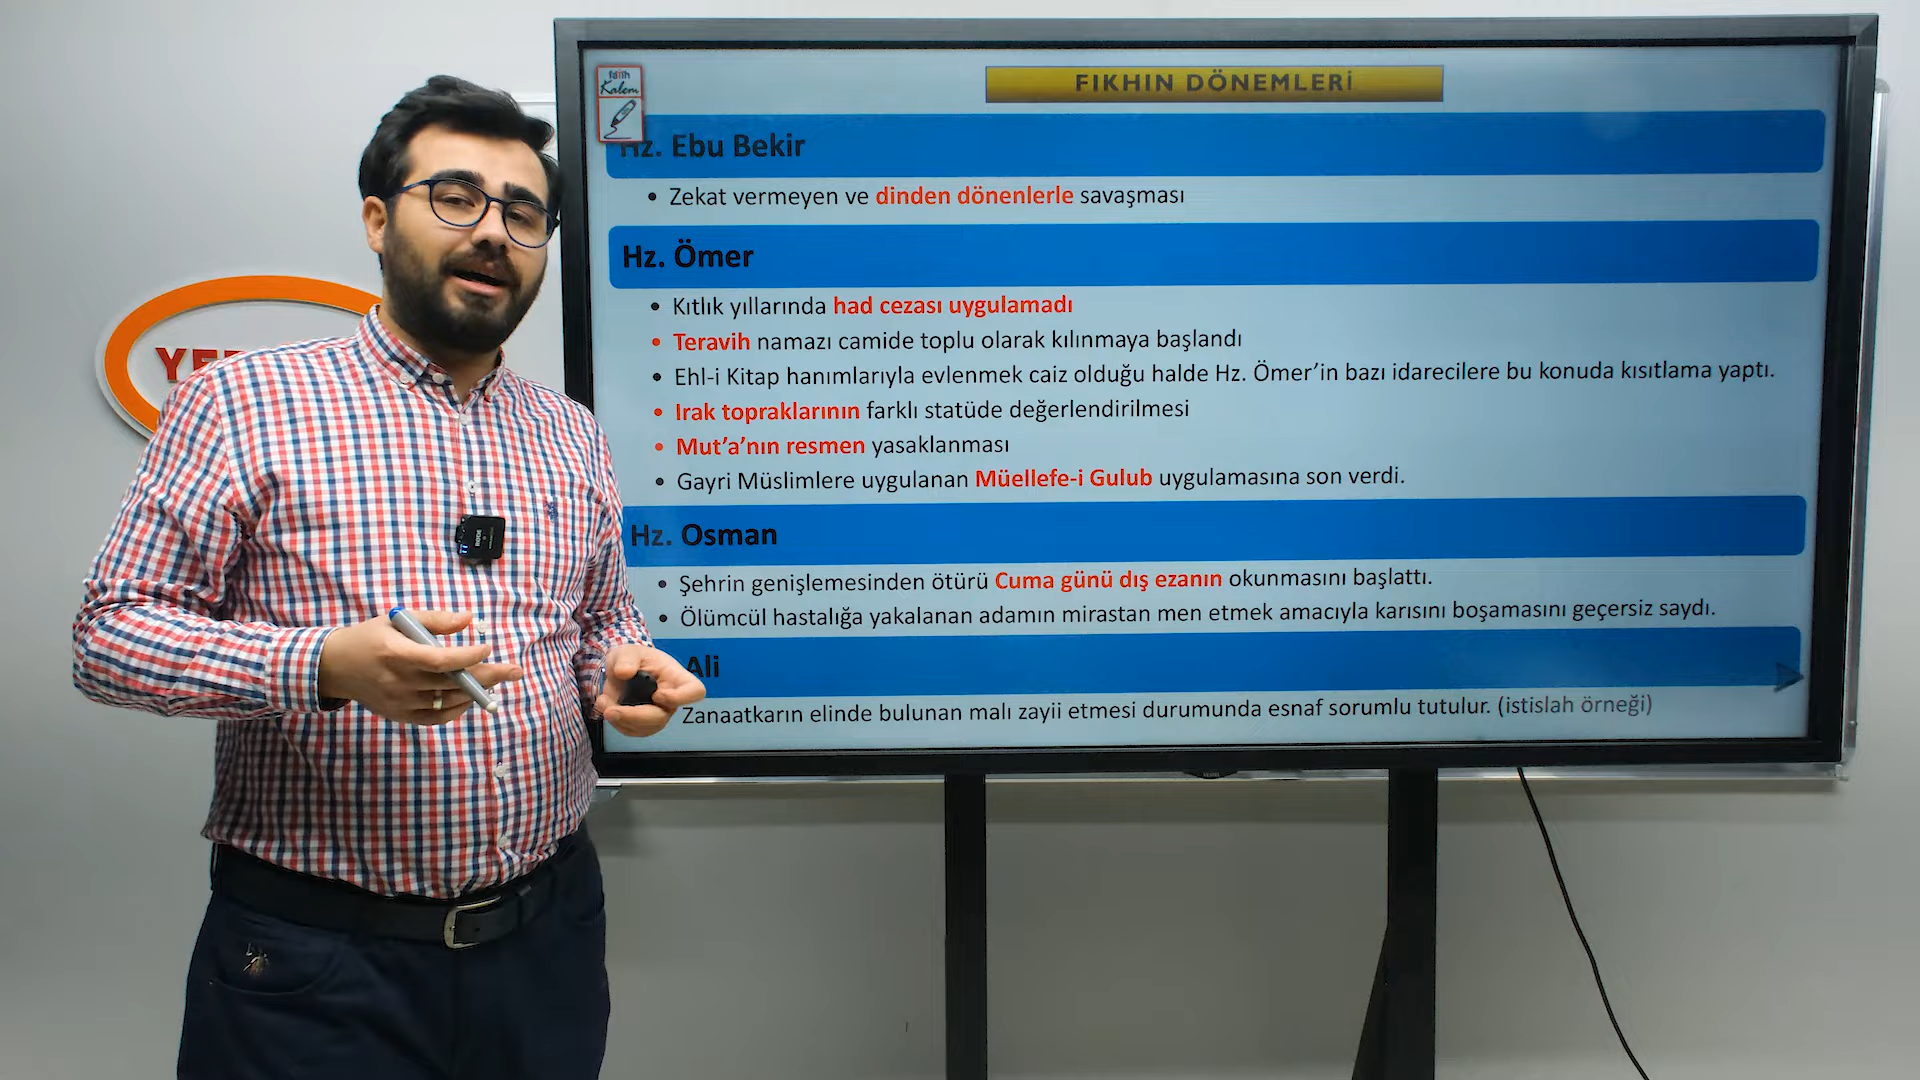 fatih
Kalem
FIKHIN DÖNEMLERİ
Hz. Ebu Bekir
• Zekat vermeyen ve dinden dönenlerle savaşması
Hz. Ömer
• Kıtlık yıllarında had cezası uygulamadı
• Teravih namazı camide toplu olarak kılınmaya başlandı
• Ehl-i Kitap hanımlarıyla evlenmek caiz olduğu halde Hz. Ömer’in bazı idarecilere bu konuda kısıtlama yaptı.
• Irak topraklarının farklı statüde değerlendirilmesi
• Mut’a’nın resmen yasaklanması
• Gayri Müslimlere uygulanan Müellefe-i Gulub uygulamasına son verdi.
Hz. Osman
• Şehrin genişlemesinden ötürü Cuma günü dış ezanın okunmasını başlattı.
• Ölümcül hastalığa yakalanan adamın mirastan men etmek amacıyla karısını boşamasını geçersiz saydı.
Ali
Zanaatkarın elinde bulunan malı zayii etmesi durumunda esnaf sorumlu tutulur. (istislah örneği)
RODE